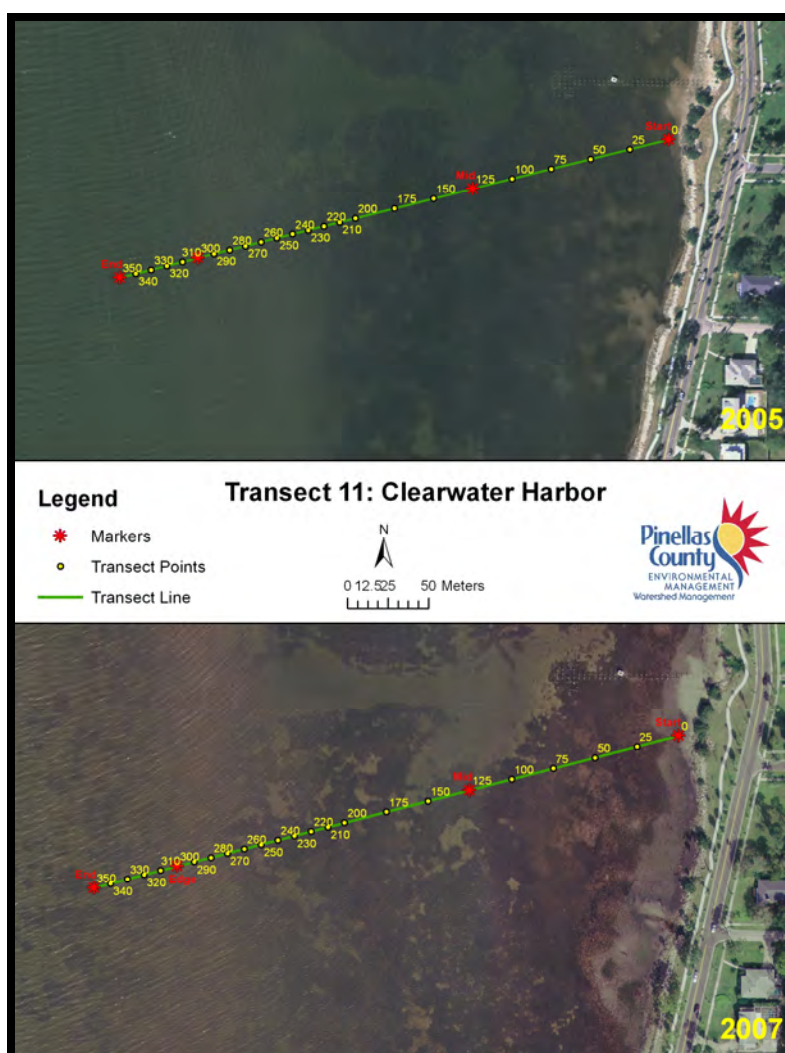 Start 0
25
50
75
100
Mid 125
150
175
200
210
220
230
240
250
260
270
280
290
300
310
320
330
340
End 350
2005
Legend
Markers
Transect Points
Transect Line
Transect 11: Clearwater Harbor
N
0 12.525 50 Meters
Pinellas
County
ENVIRONMENTAL
MANAGEMENT
Watershed Management
Start 0
25
50
75
100
Mid 125
150
175
200
210
220
230
240
250
260
270
280
290
300
Edge
310
320
330
340
End 350
2007